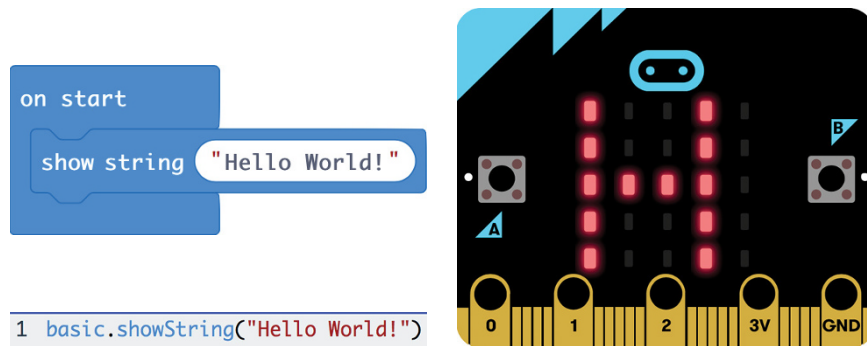 on start
show string "Hello World!"
1 basic.showString("Hello World!")
B
A
0 1 2 3V GND